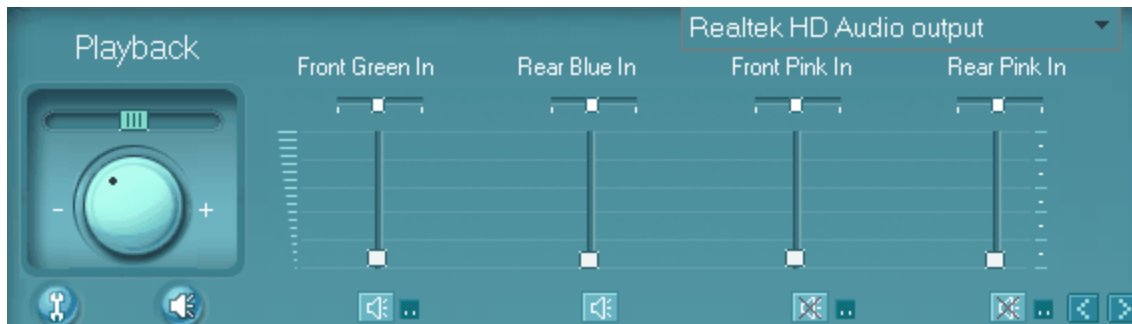 Realtek HD Audio output
Playback
Front Green In
Rear Blue In
Front Pink In
Rear Pink In
- +